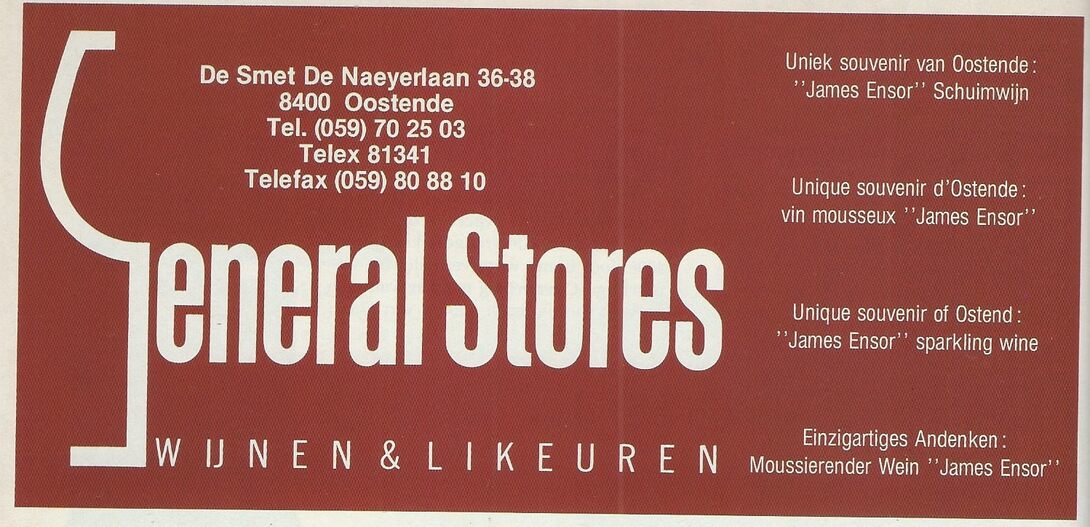 De Smet De Naeyerlaan 36-38
8400 Oostende
Tel. (059) 70 25 03
Telex 81341
Telefax (059) 80 88 10
General Stores
WIJNEN & LIKEUREN
Uniek souvenir van Oostende:
''James Ensor'' Schuimwijn
Unique souvenir d'Ostende:
vin mousseux ''James Ensor''
Unique souvenir of Ostend:
''James Ensor'' sparkling wine
Einzigartiges Andenken:
Moussierender Wein ''James Ensor''